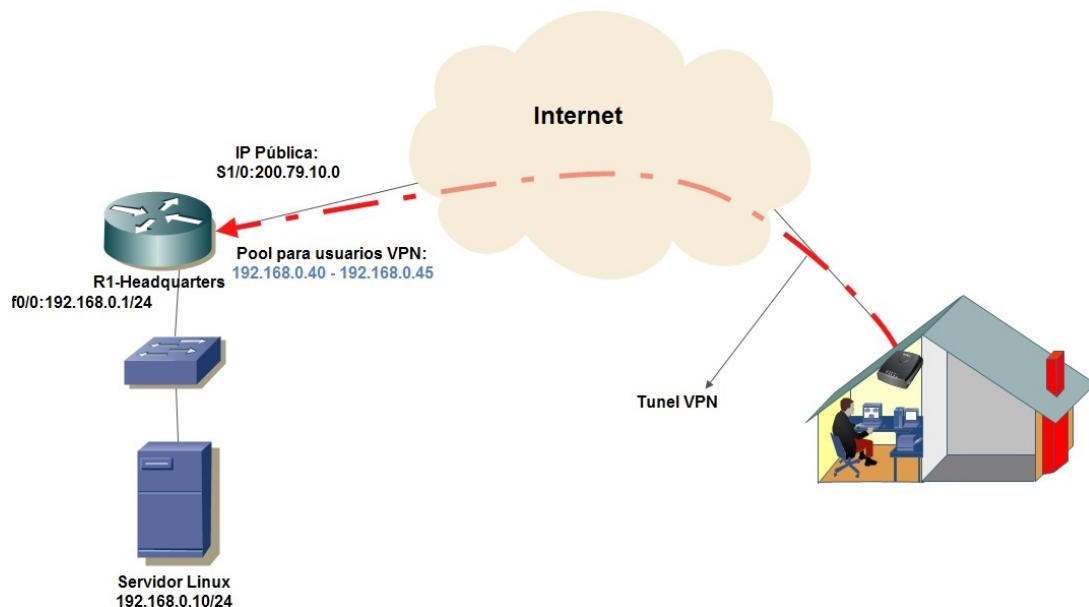 Internet
IP Pública:
S1/0:200.79.10.0
Pool para usuarios VPN:
192.168.0.40 - 192.168.0.45
R1-Headquarters
f0/0:192.168.0.1/24
Tunel VPN
Servidor Linux
192.168.0.10/24